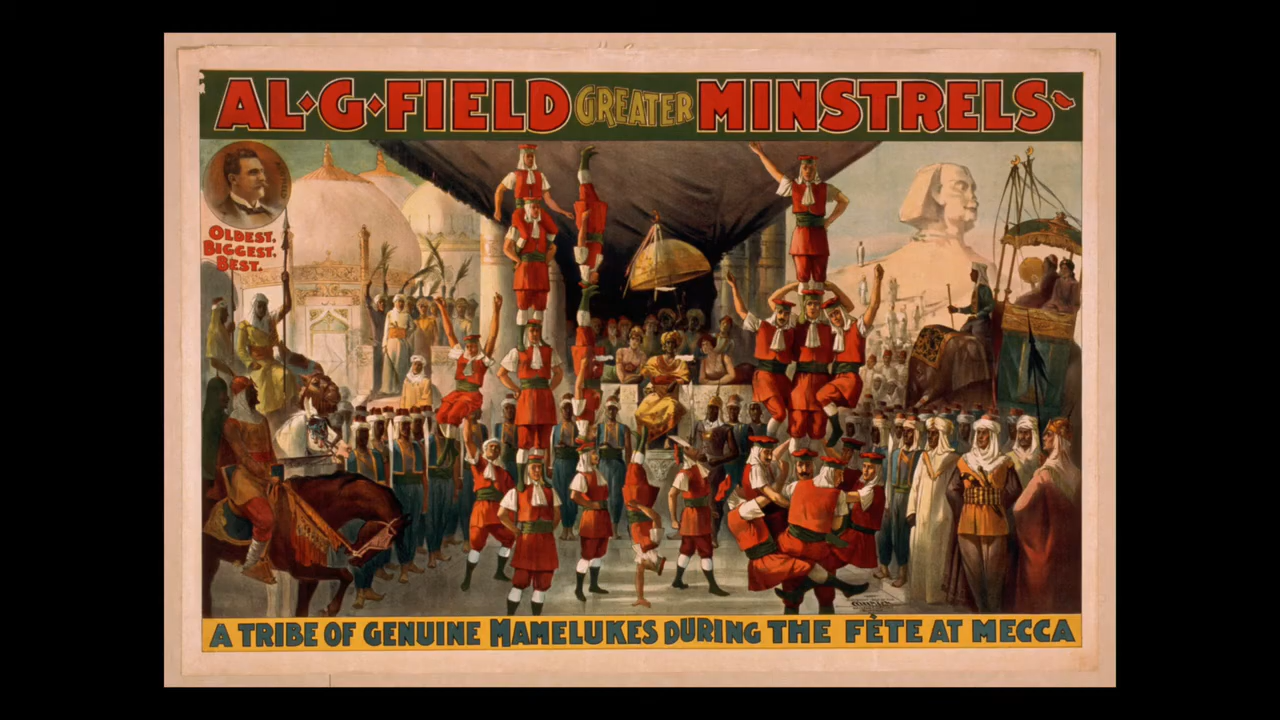 AL·G·FIELD GREATER MINSTRELS
OLDEST.
BIGGEST.
BEST.
A TRIBE OF GENUINE MAMELUKES DURING THE FÊTE AT MECCA